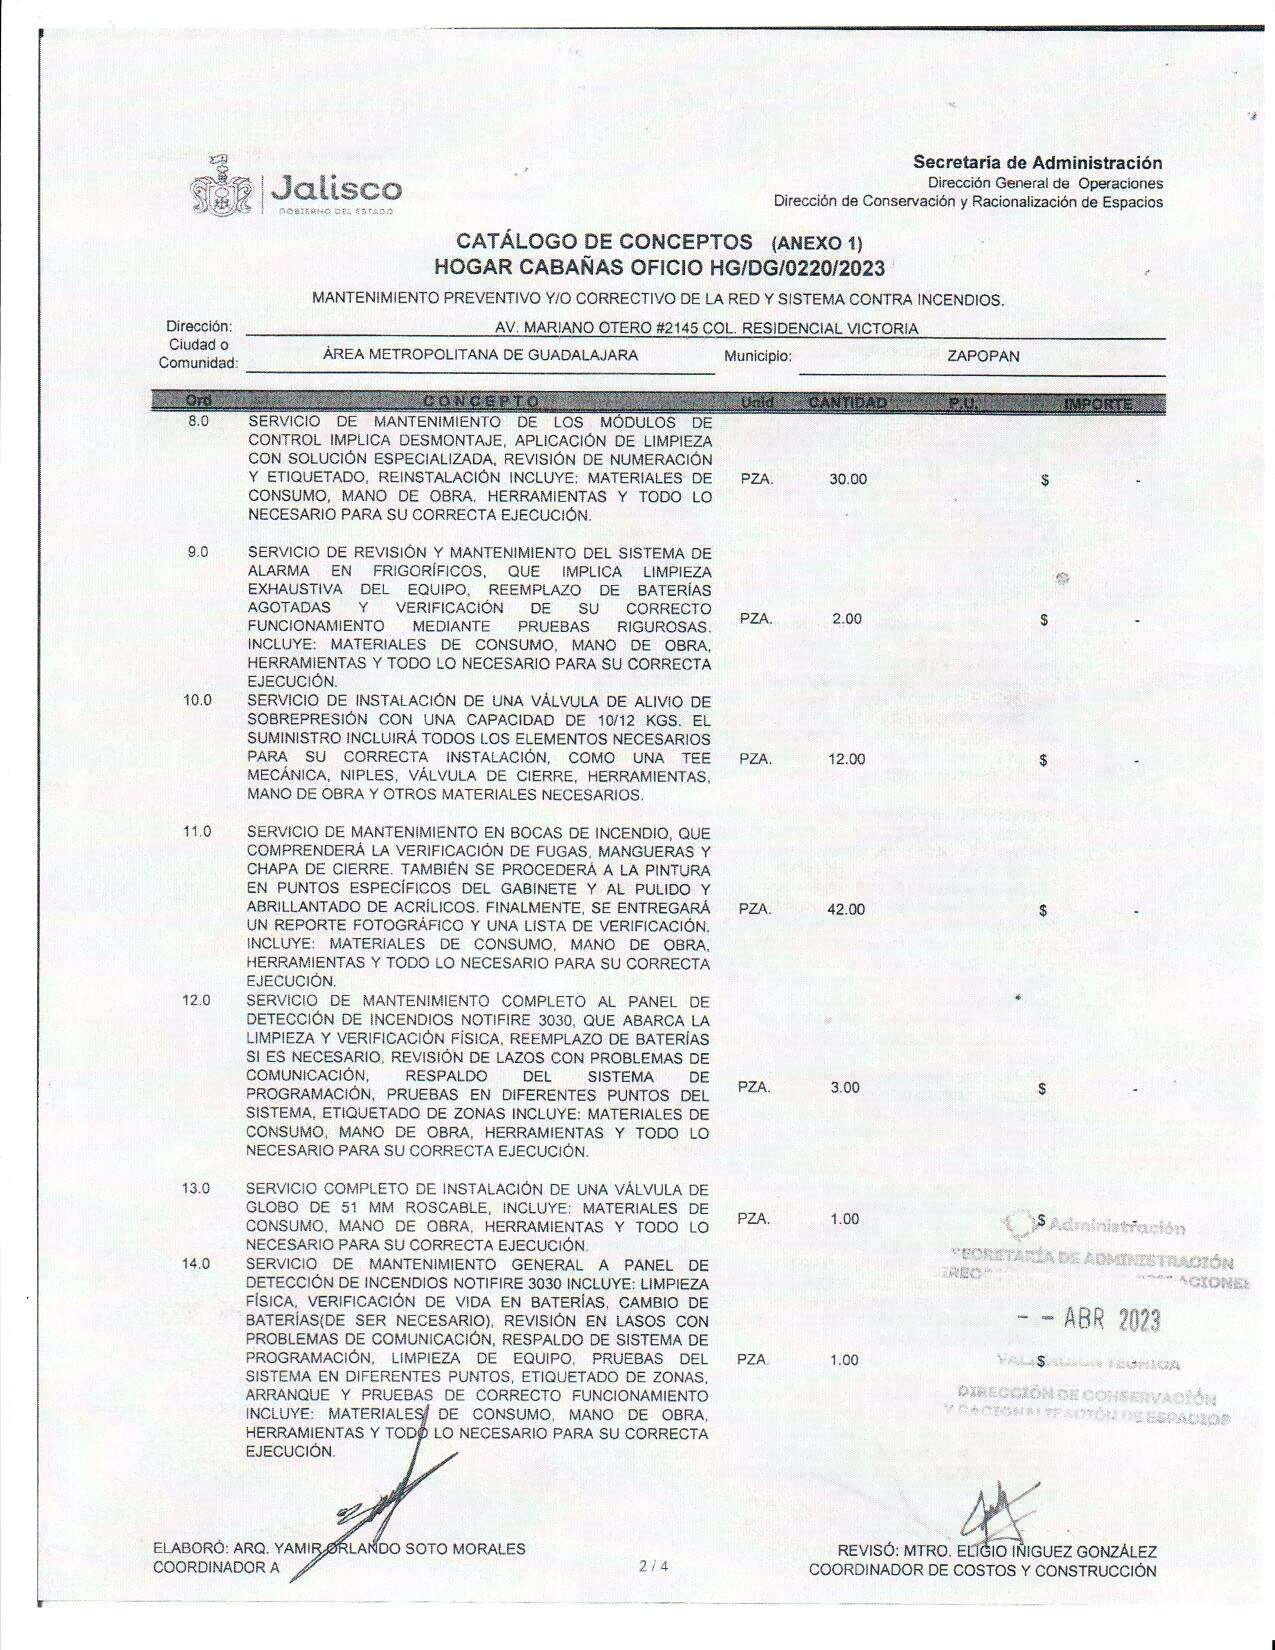 Jalisco
GOBIERNO DEL ESTADO
Secretaría de Administración
Dirección General de Operaciones
Dirección de Conservación y Racionalización de Espacios
CATÁLOGO DE CONCEPTOS (ANEXO 1)
HOGAR CABAÑAS OFICIO HG/DG/0220/2023
MANTENIMIENTO PREVENTIVO Y/O CORRECTIVO DE LA RED Y SISTEMA CONTRA INCENDIOS.
Dirección: AV. MARIANO OTERO #2145 COL. RESIDENCIAL VICTORIA
Ciudad o
Comunidad: ÁREA METROPOLITANA DE GUADALAJARA Municipio: ZAPOPAN
Ord CONCEPTO Unid CANTIDAD P.U. IMPORTE
8.0 SERVICIO DE MANTENIMIENTO DE LOS MÓDULOS DE
CONTROL IMPLICA DESMONTAJE, APLICACIÓN DE LIMPIEZA
CON SOLUCIÓN ESPECIALIZADA, REVISIÓN DE NUMERACIÓN
Y ETIQUETADO, REINSTALACIÓN INCLUYE: MATERIALES DE PZA. 30.00 $ -
CONSUMO, MANO DE OBRA, HERRAMIENTAS Y TODO LO
NECESARIO PARA SU CORRECTA EJECUCIÓN.
9.0 SERVICIO DE REVISIÓN Y MANTENIMIENTO DEL SISTEMA DE
ALARMA EN FRIGORÍFICOS, QUE IMPLICA LIMPIEZA
EXHAUSTIVA DEL EQUIPO, REEMPLAZO DE BATERÍAS
AGOTADAS Y VERIFICACIÓN DE SU CORRECTO PZA. 2.00 $ -
FUNCIONAMIENTO MEDIANTE PRUEBAS RIGUROSAS.
INCLUYE: MATERIALES DE CONSUMO, MANO DE OBRA,
HERRAMIENTAS Y TODO LO NECESARIO PARA SU CORRECTA
EJECUCIÓN.
10.0 SERVICIO DE INSTALACIÓN DE UNA VÁLVULA DE ALIVIO DE
SOBREPRESIÓN CON UNA CAPACIDAD DE 10/12 KGS. EL
SUMINISTRO INCLUIRÁ TODOS LOS ELEMENTOS NECESARIOS
PARA SU CORRECTA INSTALACIÓN, COMO UNA TEE PZA. 12.00 $ -
MECÁNICA, NIPLES, VÁLVULA DE CIERRE, HERRAMIENTAS,
MANO DE OBRA Y OTROS MATERIALES NECESARIOS.
11.0 SERVICIO DE MANTENIMIENTO EN BOCAS DE INCENDIO, QUE
COMPRENDERÁ LA VERIFICACIÓN DE FUGAS, MANGUERAS Y
CHAPA DE CIERRE. TAMBIÉN SE PROCEDERÁ A LA PINTURA
EN PUNTOS ESPECÍFICOS DEL GABINETE Y AL PULIDO Y
ABRILLANTADO DE ACRÍLICOS. FINALMENTE, SE ENTREGARÁ PZA. 42.00 $ -
UN REPORTE FOTOGRÁFICO Y UNA LISTA DE VERIFICACIÓN.
INCLUYE: MATERIALES DE CONSUMO, MANO DE OBRA,
HERRAMIENTAS Y TODO LO NECESARIO PARA SU CORRECTA
EJECUCIÓN.
12.0 SERVICIO DE MANTENIMIENTO COMPLETO AL PANEL DE
DETECCIÓN DE INCENDIOS NOTIFIRE 3030, QUE ABARCA LA
LIMPIEZA Y VERIFICACIÓN FÍSICA, REEMPLAZO DE BATERÍAS
SI ES NECESARIO, REVISIÓN DE LAZOS CON PROBLEMAS DE
COMUNICACIÓN, RESPALDO DEL SISTEMA DE
PROGRAMACIÓN, PRUEBAS EN DIFERENTES PUNTOS DEL PZA. 3.00 $ -
SISTEMA, ETIQUETADO DE ZONAS INCLUYE: MATERIALES DE
CONSUMO, MANO DE OBRA, HERRAMIENTAS Y TODO LO
NECESARIO PARA SU CORRECTA EJECUCIÓN.
13.0 SERVICIO COMPLETO DE INSTALACIÓN DE UNA VÁLVULA DE
GLOBO DE 51 MM ROSCABLE, INCLUYE: MATERIALES DE
CONSUMO, MANO DE OBRA, HERRAMIENTAS Y TODO LO PZA. 1.00 $ Administración
NECESARIO PARA SU CORRECTA EJECUCIÓN.
SECRETARÍA DE ADMINISTRACIÓN
14.0 SERVICIO DE MANTENIMIENTO GENERAL A PANEL DE
DETECCIÓN DE INCENDIOS NOTIFIRE 3030 INCLUYE: LIMPIEZA
FÍSICA, VERIFICACIÓN DE VIDA EN BATERÍAS, CAMBIO DE
BATERÍAS(DE SER NECESARIO), REVISIÓN EN LASOS CON - - ABR 2023
PROBLEMAS DE COMUNICACIÓN, RESPALDO DE SISTEMA DE
PROGRAMACIÓN, LIMPIEZA DE EQUIPO, PRUEBAS DEL PZA. 1.00 $ VALIDACIÓN TÉCNICA
SISTEMA EN DIFERENTES PUNTOS, ETIQUETADO DE ZONAS,
ARRANQUE Y PRUEBAS DE CORRECTO FUNCIONAMIENTO DIRECCIÓN DE CONSERVACIÓN
INCLUYE: MATERIALES DE CONSUMO, MANO DE OBRA, Y RACIONALIZACIÓN DE ESPACIOS
HERRAMIENTAS Y TODO LO NECESARIO PARA SU CORRECTA
EJECUCIÓN.
ELABORÓ: ARQ. YAMIR ORLANDO SOTO MORALES
COORDINADOR A
2 / 4
REVISÓ: MTRO. ELIGIO IÑIGUEZ GONZÁLEZ
COORDINADOR DE COSTOS Y CONSTRUCCIÓN